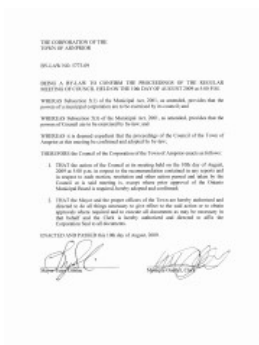 THE CORPORATION OF THE
TOWN OF ARNPRIOR
BY-LAW NO. 5773-09
BEING A BY-LAW TO CONFIRM THE PROCEEDINGS OF THE REGULAR
MEETING OF COUNCIL HELD ON THE 10th DAY OF AUGUST 2009 at 8:00 P.M.
WHEREAS Subsection 5(1) of the Municipal Act, 2001, as amended, provides that the
powers of a municipal corporation are to be exercised by its council; and
WHEREAS Subsection 5(3) of the Municipal Act, 2001, as amended, provides that the
powers of Council are to be exercised by by-law; and
WHEREAS it is deemed expedient that the proceedings of the Council of the Town of
Arnprior at this meeting be confirmed and adopted by by-law;
THEREFORE the Council of the Corporation of the Town of Arnprior enacts as follows:
1. THAT the action of the Council at its meeting held on the 10th day of August,
2009 at 8:00 p.m. in respect to the recommendation contained in any reports and
in respect to each motion, resolution and other action passed and taken by the
Council at its said meeting is, except where prior approval of the Ontario
Municipal Board is required hereby adopted and confirmed.
2. THAT the Mayor and the proper officers of the Town are hereby authorized and
directed to do all things necessary to give effect to the said action or to obtain
approvals where required and to execute all documents as may be necessary in
that behalf and the Clerk is hereby authorized and directed to affix the
Corporation Seal to all documents.
ENACTED AND PASSED this 10th day of August 2009.
Mayor Terry Gibeau
Clerk